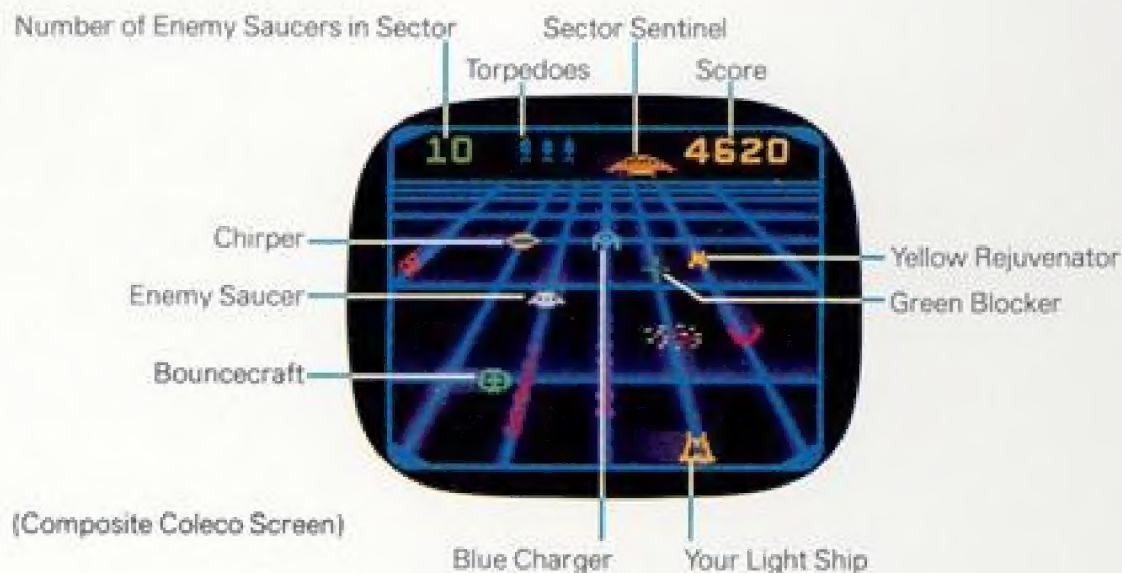 Number of Enemy Saucers in Sector
Sector Sentinel
Torpedoes
Score
10
4620
Chirper
Yellow Rejuvenator
Enemy Saucer
Green Blocker
Bouncecraft
(Composite Coleco Screen)
Blue Charger
Your Light Ship